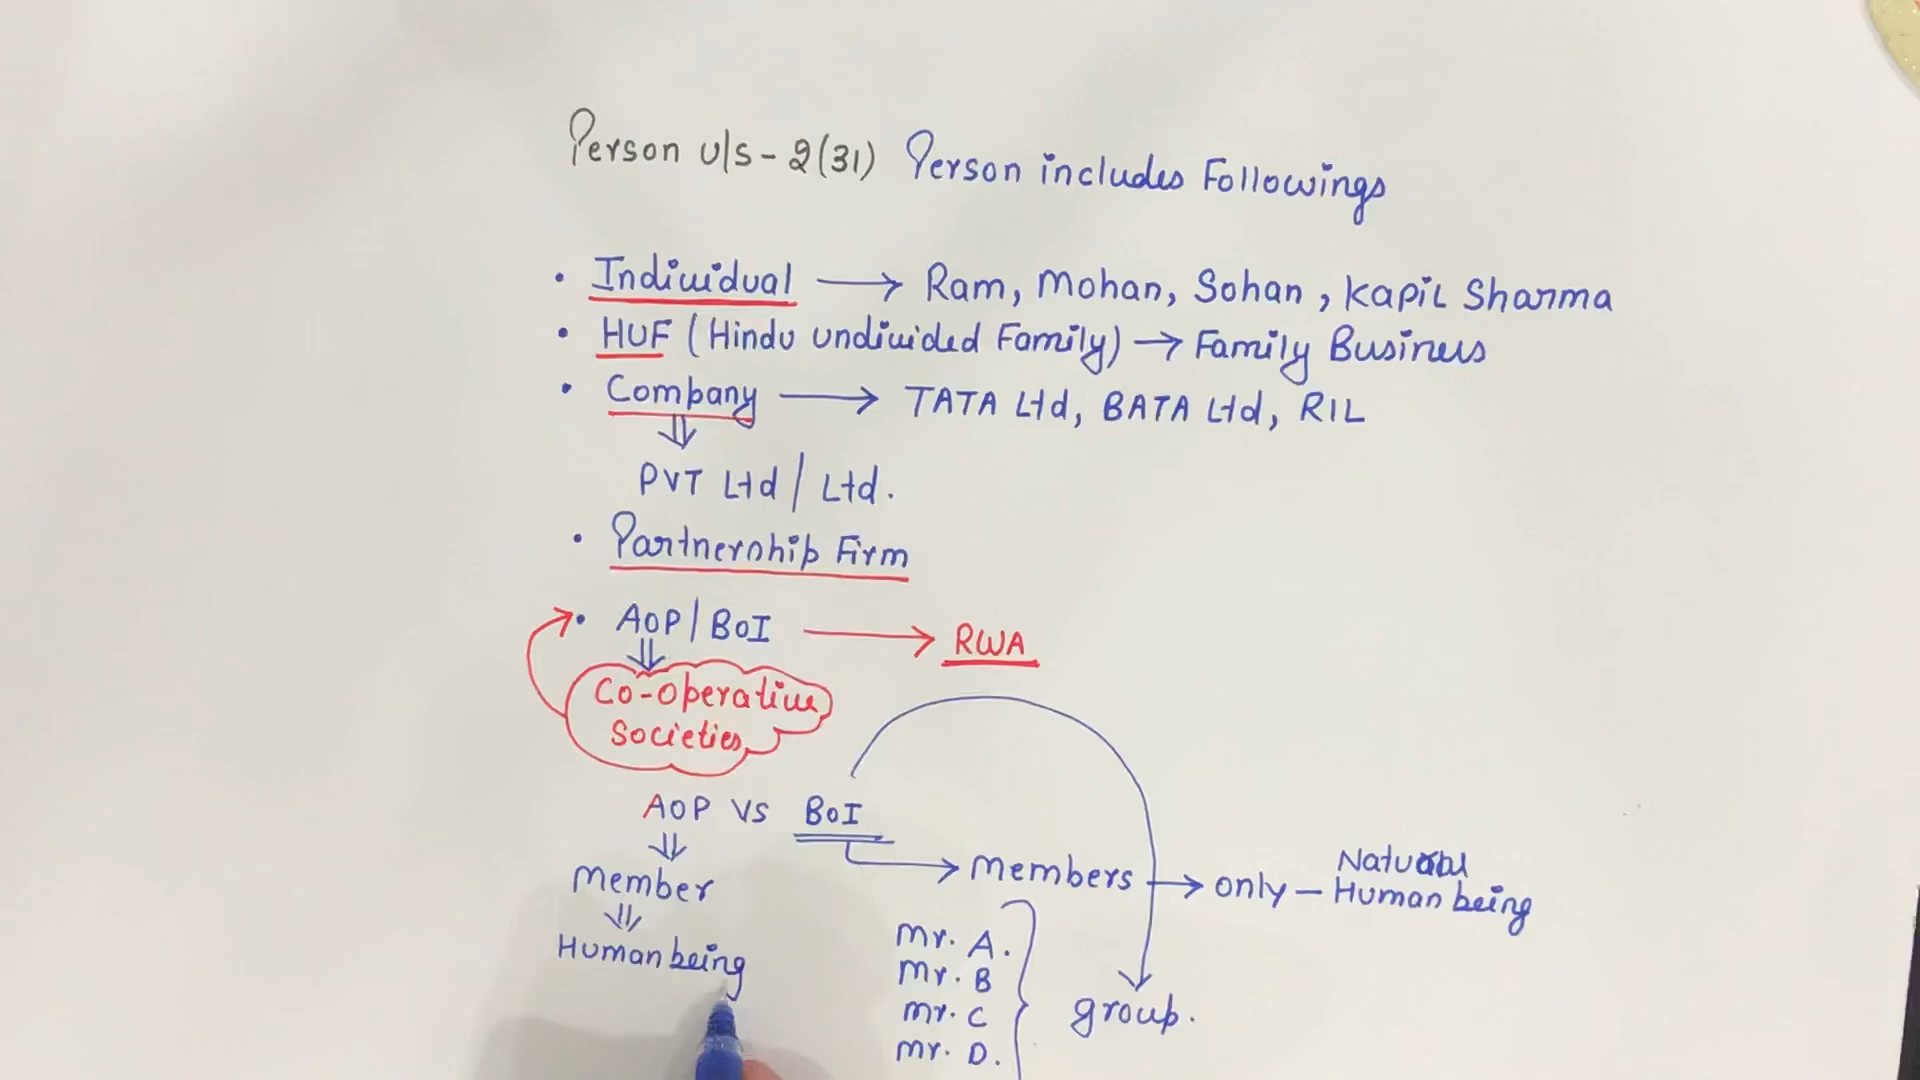 Person u/s-2(31) Person includes Followings
• Individual → Ram, Mohan, Sohan, Kapil Sharma
• HUF (Hindu undivided Family) → Family Business
• Company → TATA Ltd, BATA Ltd, RIL
PVT Ltd / Ltd.
• Partnership Firm
• AOP/BOI → RWA
Co-operative
Societies
AOP VS BOI
Member
Human being
Members → only - Natural Human being
Mr. A.
Mr. B
Mr. C
Mr. D.
group.